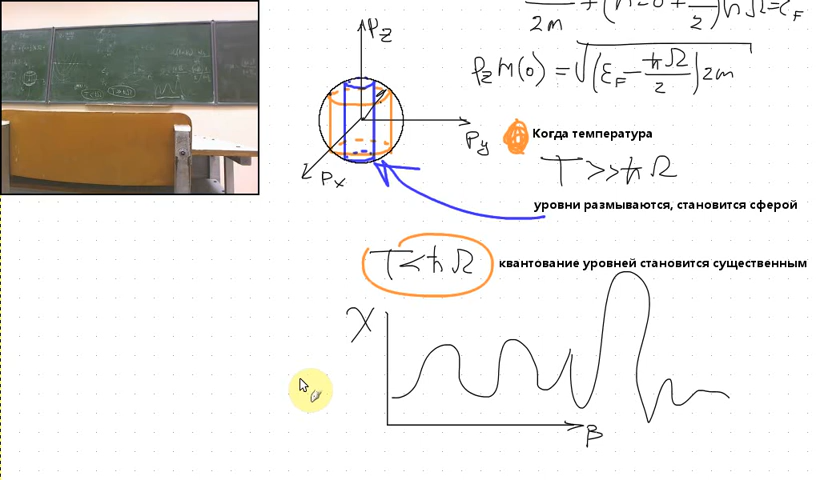 2m
p_z M(0) = √((ε_F − ħΩ/2)2m)
p_z
p_y
p_x
Когда температура
T >> ħΩ
уровни размываются, становится сферой
T < ħΩ
квантование уровней становится существенным
χ
B